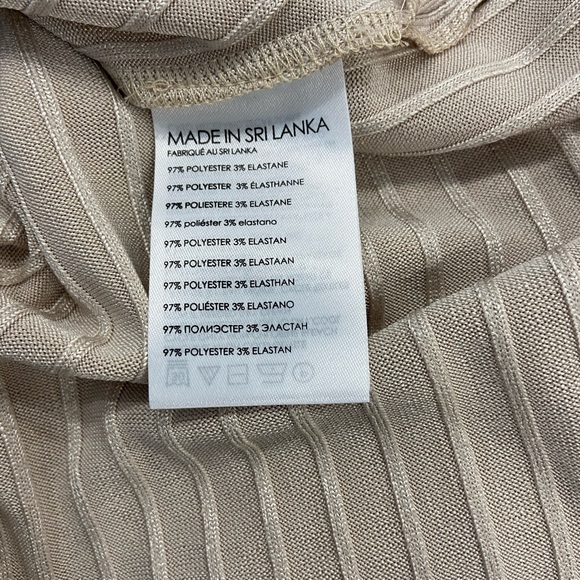 MADE IN SRI LANKA
FABRIQUÉ AU SRI LANKA
97% POLYESTER 3% ELASTANE
97% POLYESTER 3% ÉLASTHANNE
97% POLIESTERE 3% ELASTANE
97% poliéster 3% elastano
97% POLYESTER 3% ELASTAN
97% POLYESTER 3% ELASTAAN
97% POLYESTER 3% ELASTHAN
97% POLIÉSTER 3% ELASTANO
97% ПОЛИЭСТЕР 3% ЭЛАСТАН
97% POLYESTER 3% ELASTAN